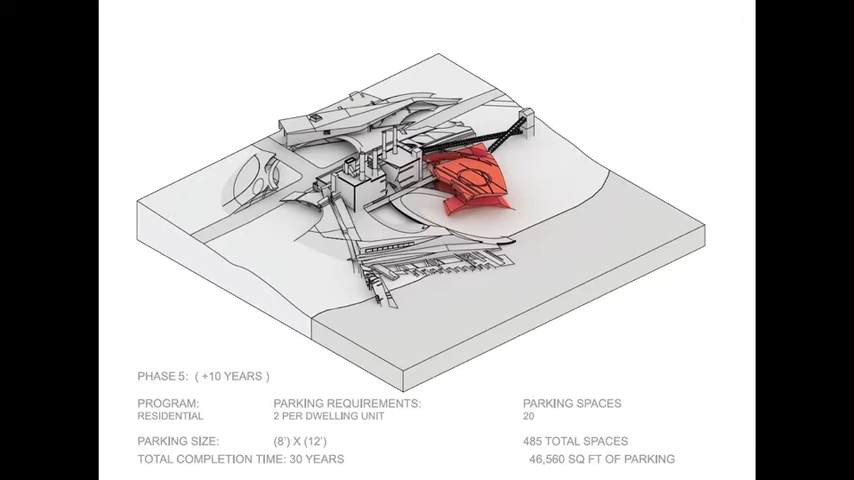 PHASE 5: ( +10 YEARS )
PROGRAM: PARKING REQUIREMENTS: PARKING SPACES
RESIDENTIAL 2 PER DWELLING UNIT 20
PARKING SIZE: (8') X (12') 485 TOTAL SPACES
TOTAL COMPLETION TIME: 30 YEARS 46,560 SQ FT OF PARKING